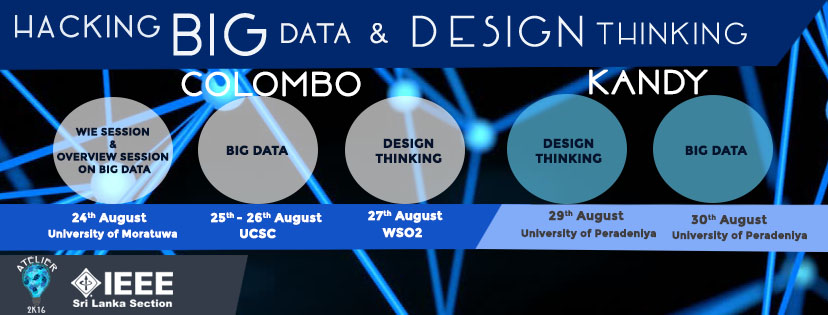 HACKING BIG DATA & DESIGN THINKING
COLOMBO
KANDY
WIE SESSION
&
OVERVIEW SESSION
ON BIG DATA
BIG DATA
DESIGN
THINKING
DESIGN
THINKING
BIG DATA
24th August
University of Moratuwa
25th - 26th August
UCSC
27th August
WSO2
29th August
University of Peradeniya
30th August
University of Peradeniya
ATELIER
2K16
IEEE
Sri Lanka Section